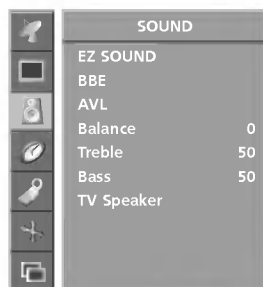 SOUND
EZ SOUND
BBE
AVL
Balance 0
Treble 50
Bass 50
TV Speaker